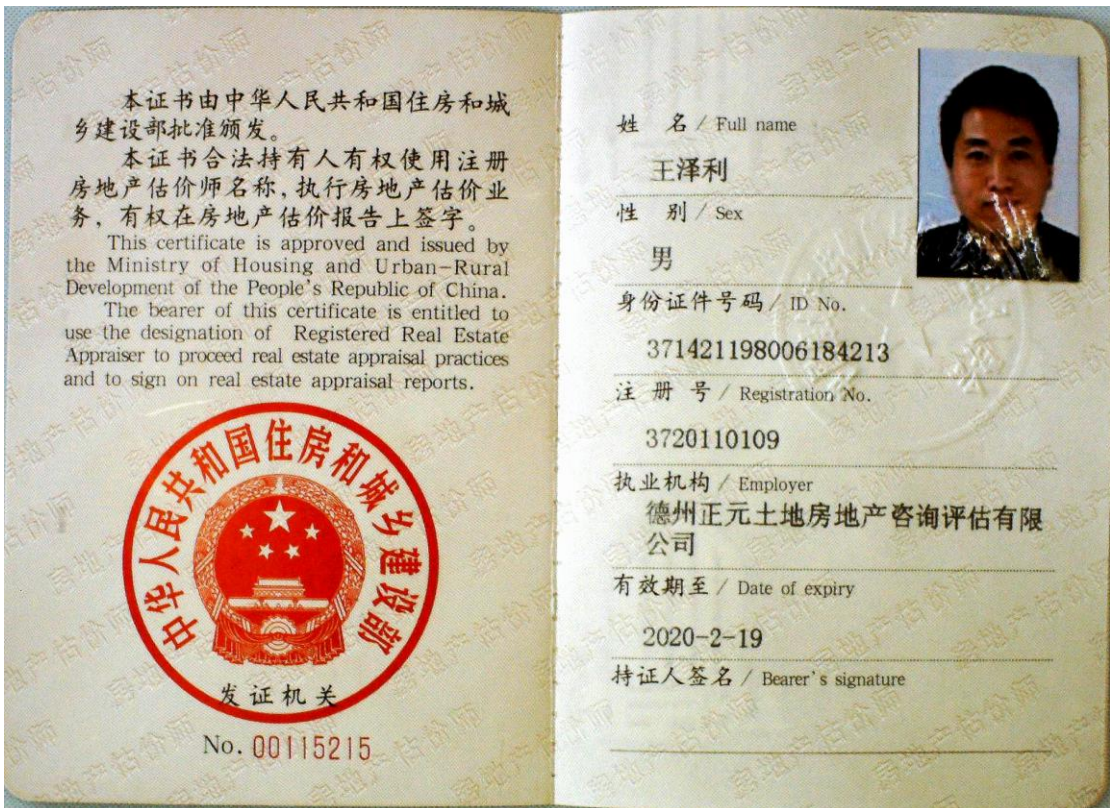 本证书由中华人民共和国住房和城
乡建设部批准颁发。
本证书合法持有人有权使用注册
房地产估价师名称，执行房地产估价业
务，有权在房地产估价报告上签字。
This certificate is approved and issued by
the Ministry of Housing and Urban-Rural
Development of the People's Republic of China.
The bearer of this certificate is entitled to
use the designation of Registered Real Estate
Appraiser to proceed real estate appraisal practices
and to sign on real estate appraisal reports.
中华人民共和国住房和城乡建设部
发证机关
No. 00115215
姓 名 / Full name
王泽利
性 别 / Sex
男
身份证件号码 / ID No.
371421198006184213
注 册 号 / Registration No.
3720110109
执业机构 / Employer
德州正元土地房地产咨询评估有限
公司
有效期至 / Date of expiry
2020-2-19
持证人签名 / Bearer's signature